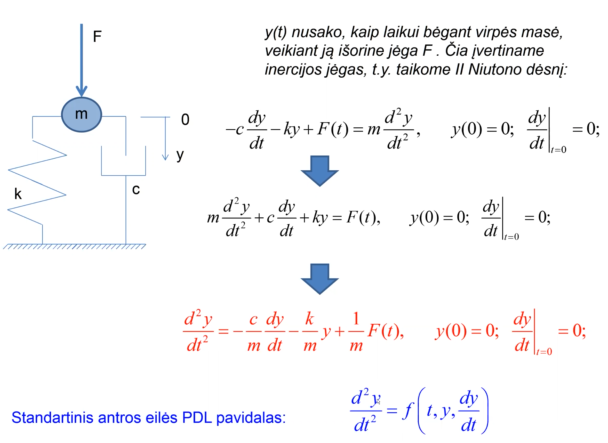 F
y(t) nusako, kaip laikui bėgant virpės masė,
veikiant ją išorine jėga F . Čia įvertiname
inercijos jėgas, t.y. taikome II Niutono dėsnį:
m
0
y
k
c
−c dy/dt − ky + F(t) = m d²y/dt², y(0) = 0; dy/dt|t=0 = 0;
m d²y/dt² + c dy/dt + ky = F(t), y(0) = 0; dy/dt|t=0 = 0;
d²y/dt² = − c/m dy/dt − k/m y + 1/m F(t), y(0) = 0; dy/dt|t=0 = 0;
Standartinis antros eilės PDL pavidalas: d²y/dt² = f(t, y, dy/dt)